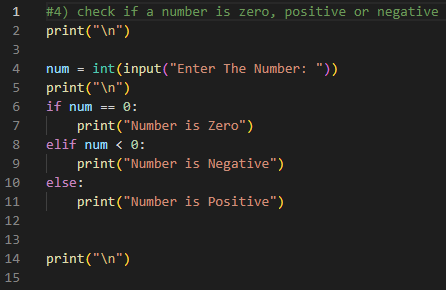 1 #4) check if a number is zero, positive or negative
2 print("\n")
3
4 num = int(input("Enter The Number: "))
5 print("\n")
6 if num == 0:
7     print("Number is Zero")
8 elif num < 0:
9     print("Number is Negative")
10 else:
11     print("Number is Positive")
12
13
14 print("\n")
15